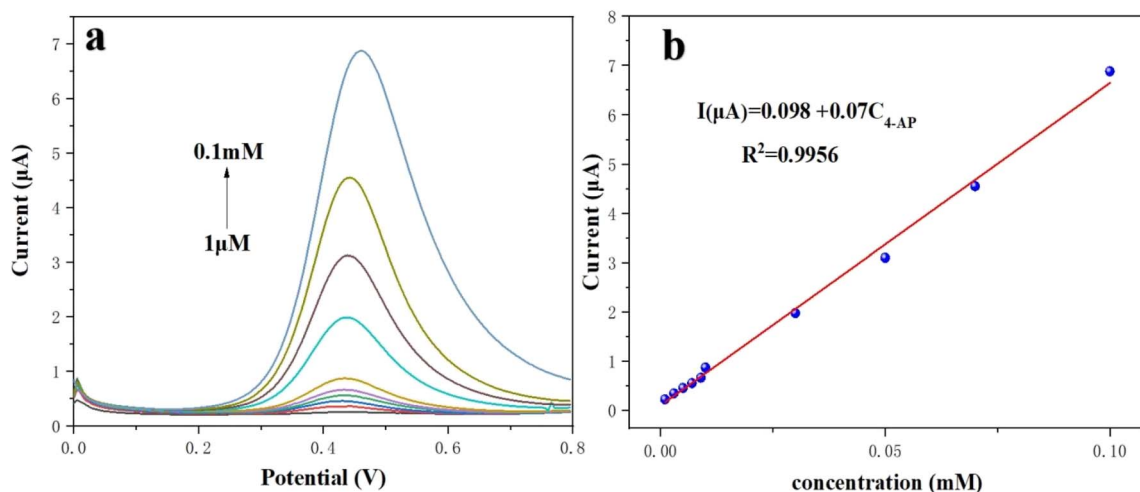 a
Current (μA)
7
6
5
4
3
2
1
0
0.1mM
1μM
0.0
0.2
0.4
0.6
0.8
Potential (V)
b
Current (μA)
8
7
6
5
4
3
2
1
0
I(μA)=0.098 +0.07C4-AP
R²=0.9956
0.00
0.05
0.10
concentration (mM)